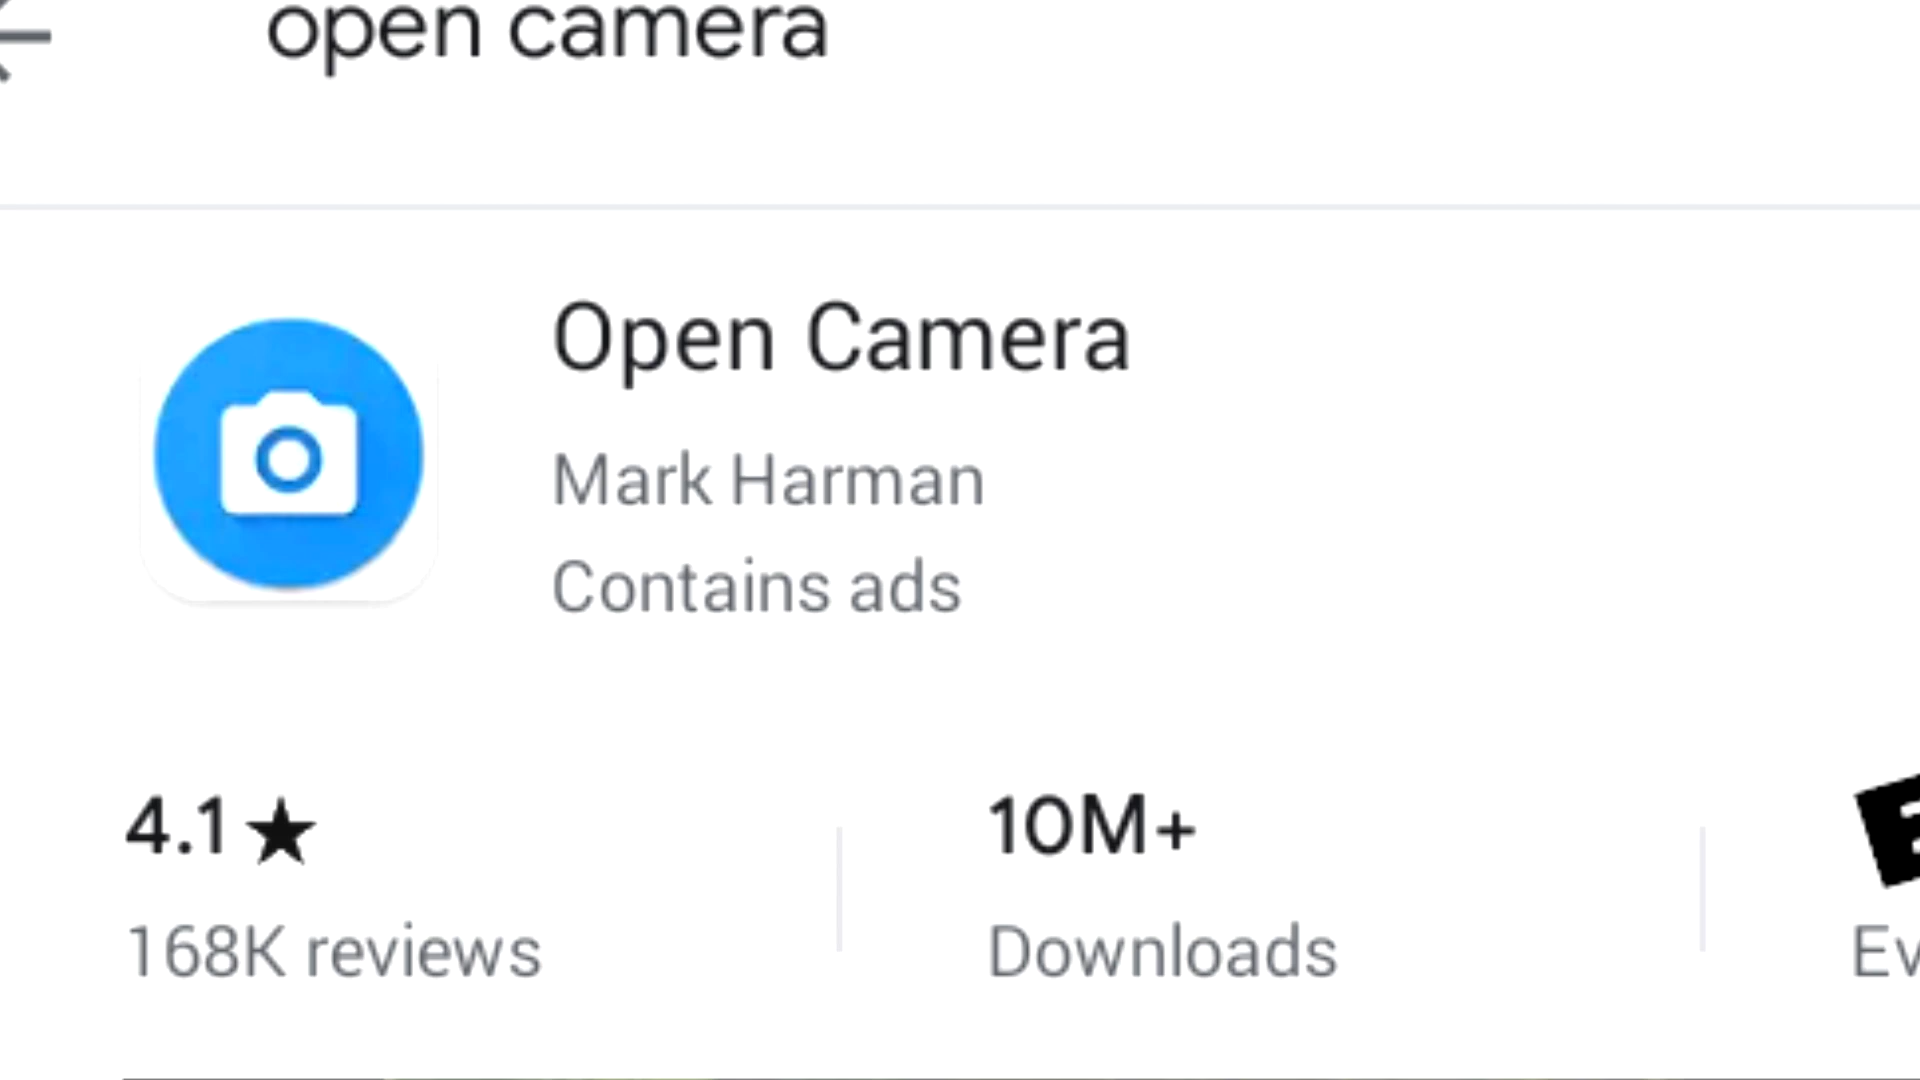 open camera
Open Camera
Mark Harman
Contains ads
4.1★
10M+
168K reviews
Downloads